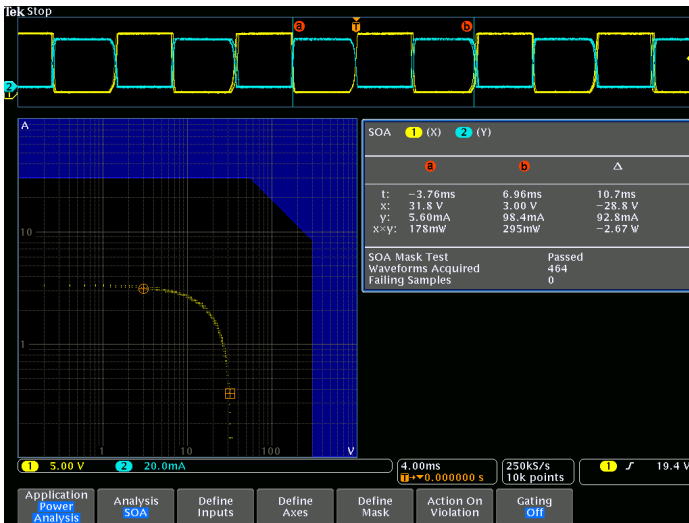 Tek Stop
a
T
b
2
1
A
10
1
1
10
100
V
SOA 1 (X) 2 (Y)
a b Δ
t: −3.76ms 6.96ms 10.7ms
x: 31.8 V 3.00 V −28.8 V
y: 5.60mA 98.4mA 92.8mA
x×y: 178mW 295mW −2.67 W
SOA Mask Test Passed
Waveforms Acquired 464
Failing Samples 0
1 5.00 V 2 20.0mA
4.00ms
T→▼0.000000 s
250kS/s
10k points
1 ʃ 19.4 V
Application
Power
Analysis
Analysis
SOA
Define
Inputs
Define
Axes
Define
Mask
Action On
Violation
Gating
Off